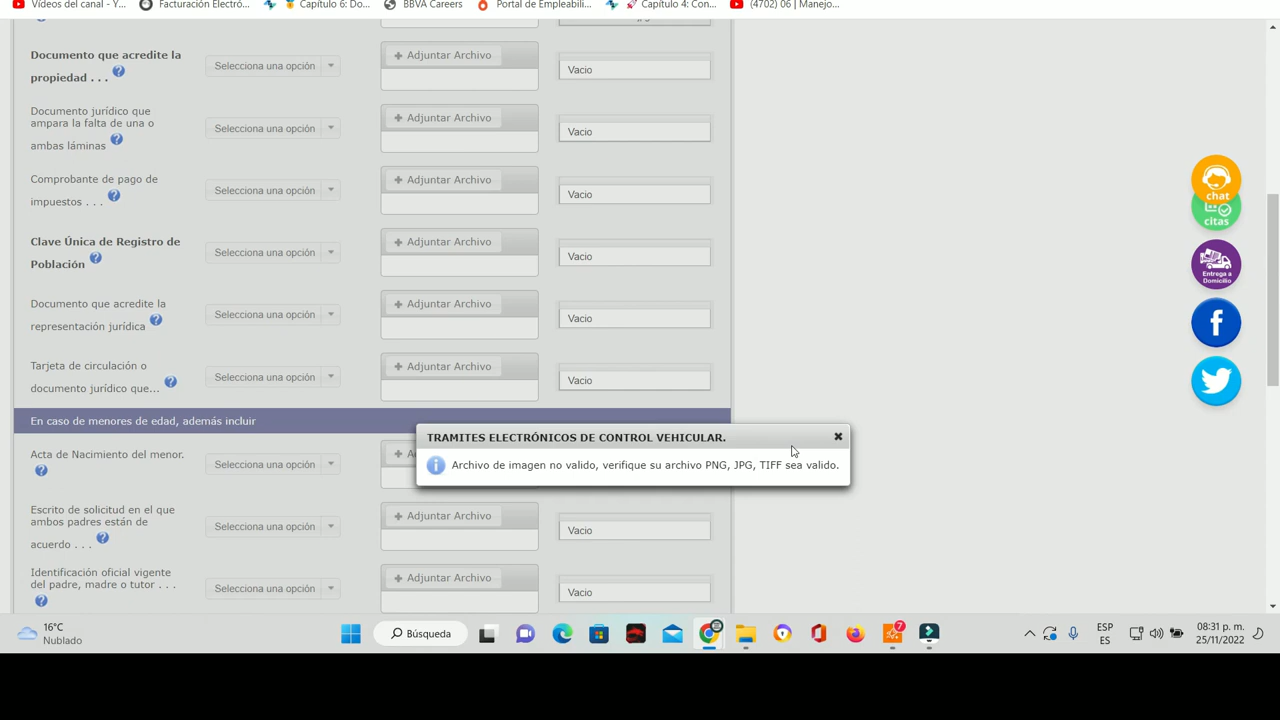 Vídeos del canal - Y...
Facturación Electró...
Capítulo 6: Do...
BBVA Careers
Portal de Empleabili...
Capítulo 4: Con...
(4702) 06 | Manejo...
Documento que acredite la
propiedad . . .
Selecciona una opción
+ Adjuntar Archivo
Vacio
Documento jurídico que
ampara la falta de una o
ambas láminas
Selecciona una opción
+ Adjuntar Archivo
Vacio
Comprobante de pago de
impuestos . . .
Selecciona una opción
+ Adjuntar Archivo
Vacio
Clave Única de Registro de
Población
Selecciona una opción
+ Adjuntar Archivo
Vacio
Documento que acredite la
representación jurídica
Selecciona una opción
+ Adjuntar Archivo
Vacio
Tarjeta de circulación o
documento jurídico que...
Selecciona una opción
+ Adjuntar Archivo
Vacio
En caso de menores de edad, además incluir
TRAMITES ELECTRÓNICOS DE CONTROL VEHICULAR.
Archivo de imagen no valido, verifique su archivo PNG, JPG, TIFF sea valido.
Acta de Nacimiento del menor.
Selecciona una opción
Escrito de solicitud en el que
ambos padres están de
acuerdo . . .
Selecciona una opción
+ Adjuntar Archivo
Vacio
Identificación oficial vigente
del padre, madre o tutor . . .
Selecciona una opción
+ Adjuntar Archivo
Vacio
chat
citas
Entrega a
Domicilio
16°C
Nublado
Búsqueda
7
ESP
ES
08:31 p. m.
25/11/2022